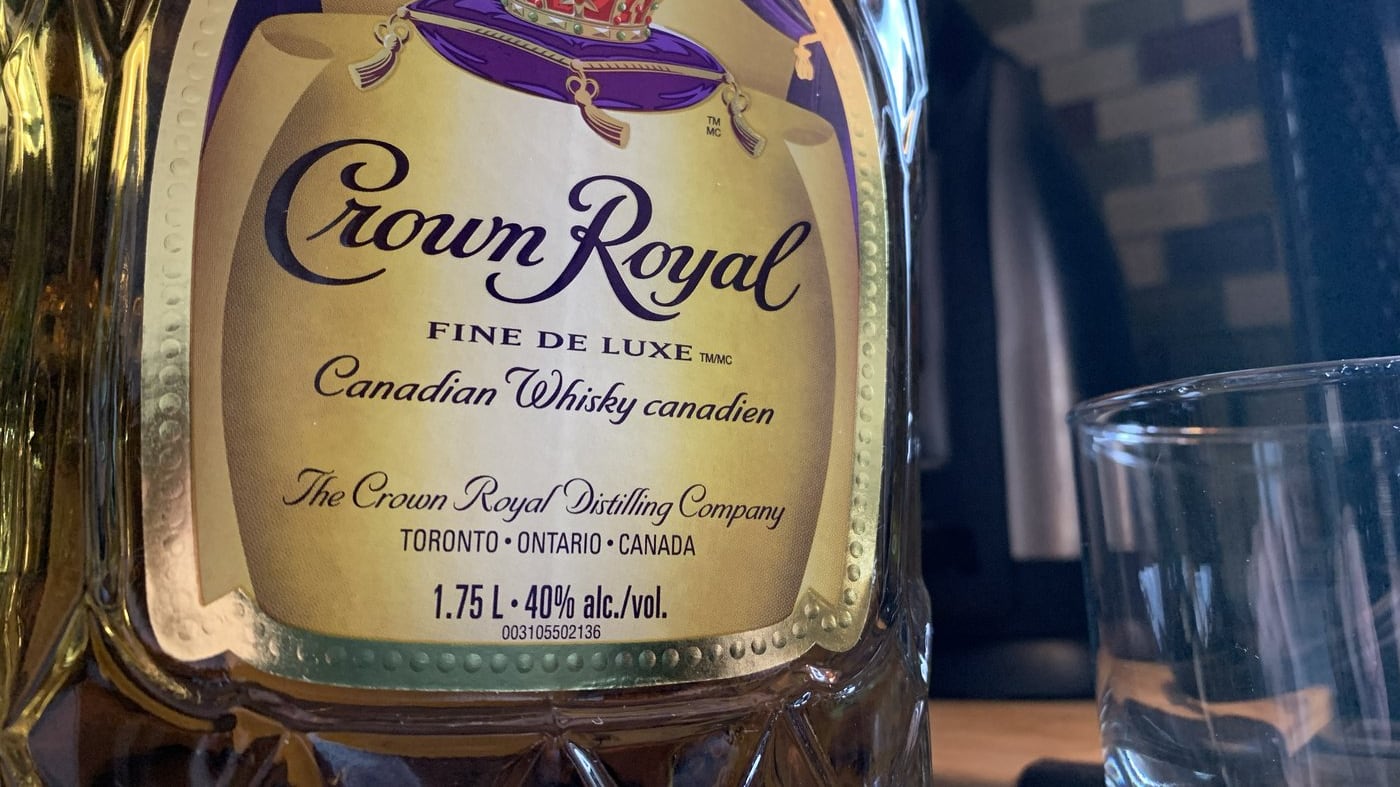 TM
MC
Crown Royal
FINE DE LUXE TM/MC
Canadian Whisky canadien
The Crown Royal Distilling Company
TORONTO • ONTARIO • CANADA
1.75 L • 40% alc./vol.
003105502136